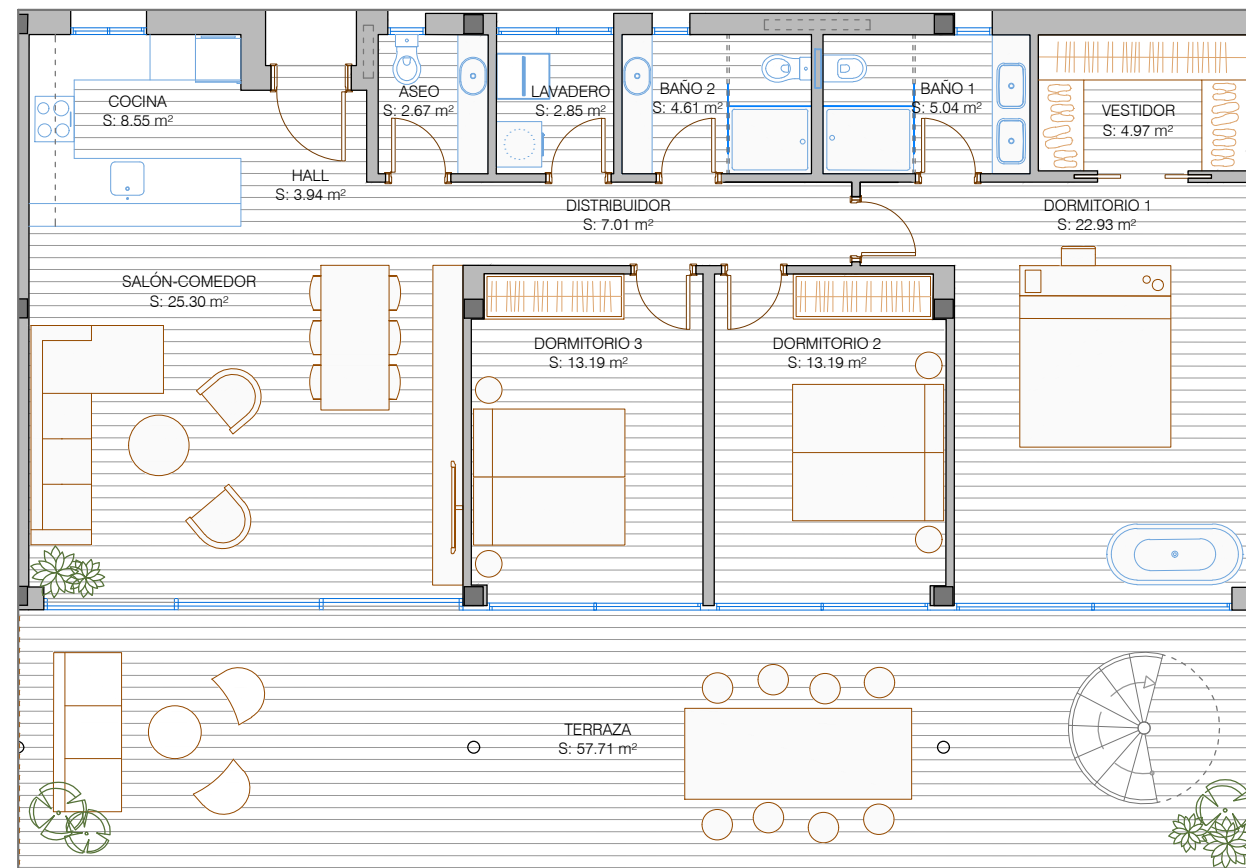 COCINA
S: 8.55 m²
ASEO
S: 2.67 m²
LAVADERO
S: 2.85 m²
BAÑO 2
S: 4.61 m²
BAÑO 1
S: 5.04 m²
VESTIDOR
S: 4.97 m²
HALL
S: 3.94 m²
DISTRIBUIDOR
S: 7.01 m²
DORMITORIO 1
S: 22.93 m²
SALÓN-COMEDOR
S: 25.30 m²
DORMITORIO 3
S: 13.19 m²
DORMITORIO 2
S: 13.19 m²
TERRAZA
S: 57.71 m²